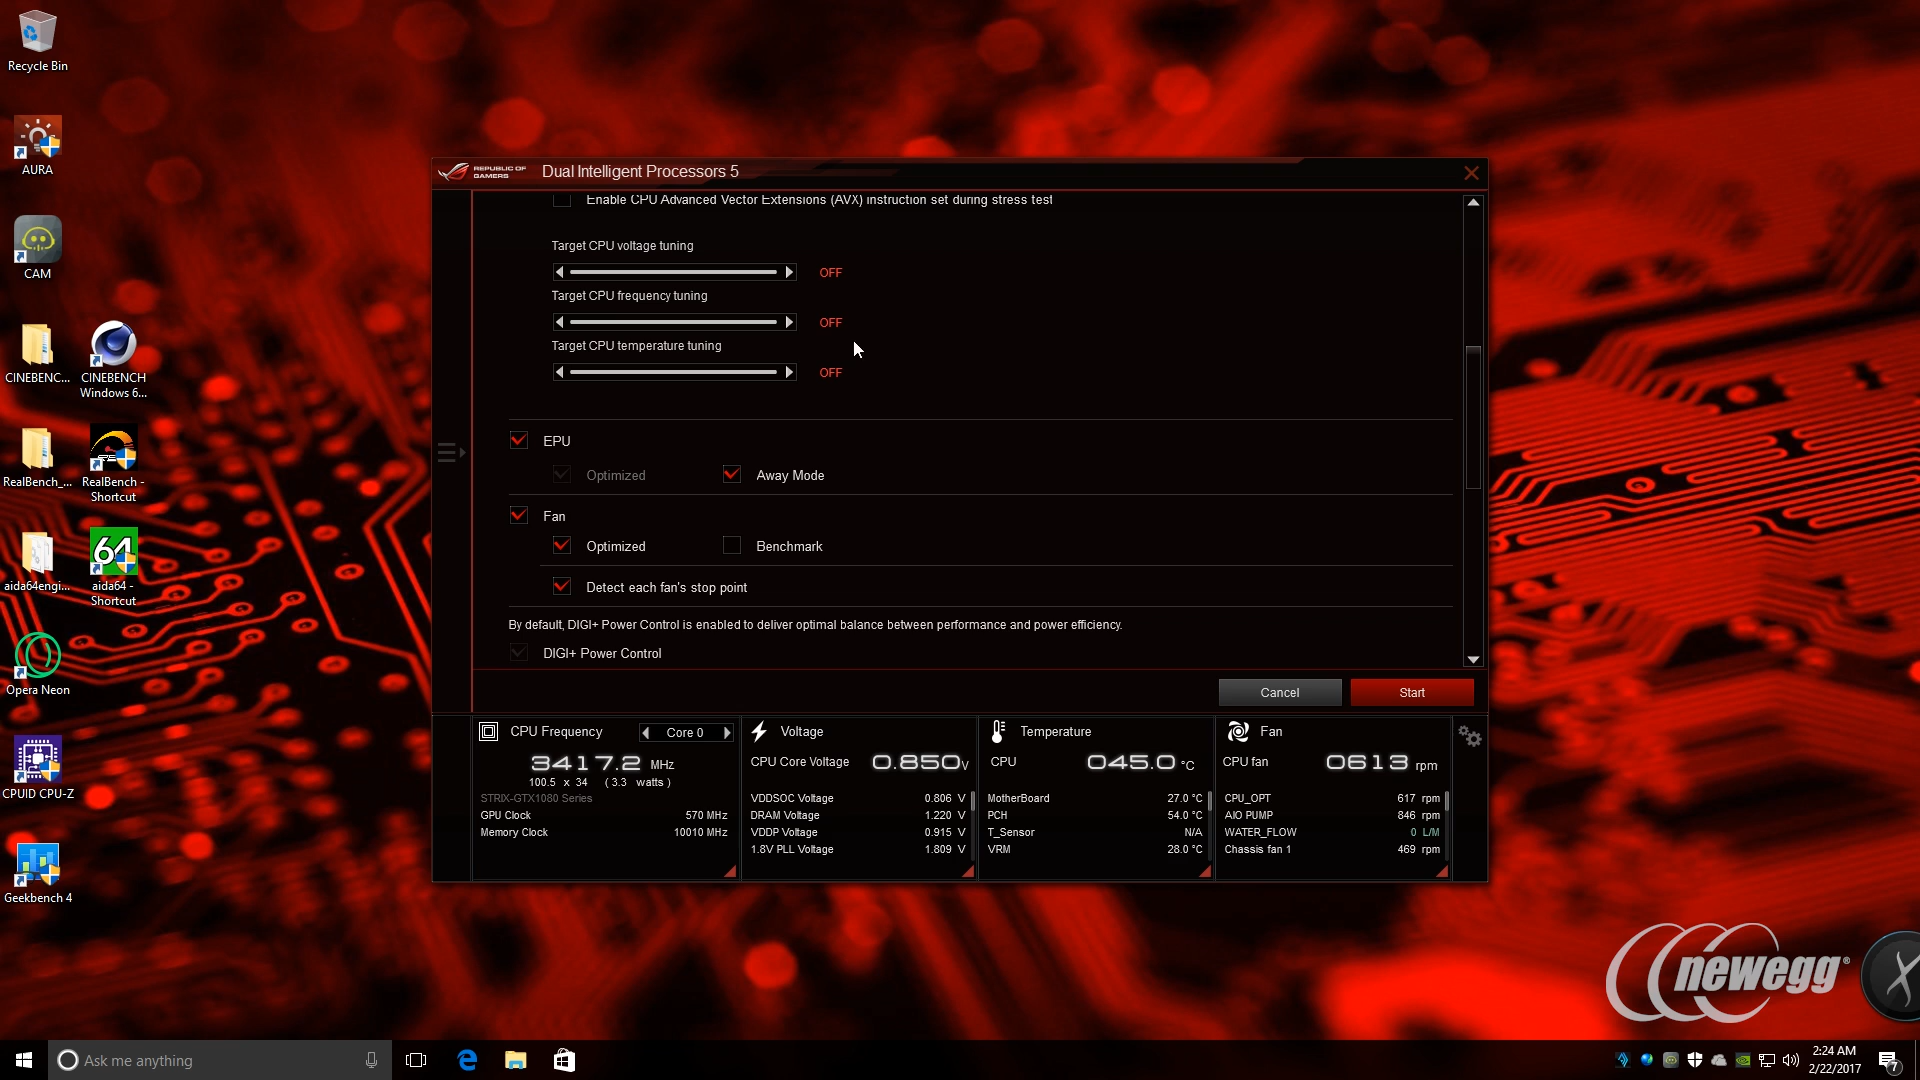 Recycle Bin
AURA
CAM
CINEBENC...
CINEBENCH
Windows 6...
RealBench_...
RealBench -
Shortcut
aida64engi...
64
aida64 -
Shortcut
Opera Neon
CPUID CPU-Z
Geekbench 4
REPUBLIC OF
GAMERS
Dual Intelligent Processors 5
Enable CPU Advanced Vector Extensions (AVX) instruction set during stress test
Target CPU voltage tuning
OFF
Target CPU frequency tuning
OFF
Target CPU temperature tuning
OFF
EPU
Optimized
Away Mode
Fan
Optimized
Benchmark
Detect each fan's stop point
By default, DIGI+ Power Control is enabled to deliver optimal balance between performance and power efficiency.
DIGI+ Power Control
Cancel
Start
CPU Frequency
Core 0
3417.2 MHz
100.5 x 34 ( 3.3 watts )
STRIX-GTX1080 Series
GPU Clock 570 MHz
Memory Clock 10010 MHz
Voltage
CPU Core Voltage 0.850 V
VDDSOC Voltage 0.806 V
DRAM Voltage 1.220 V
VDDP Voltage 0.915 V
1.8V PLL Voltage 1.809 V
Temperature
CPU 045.0 °C
MotherBoard 27.0 °C
PCH 54.0 °C
T_Sensor N/A
VRM 28.0 °C
Fan
CPU fan 0613 rpm
CPU_OPT 617 rpm
AIO PUMP 846 rpm
WATER_FLOW 0 L/M
Chassis fan 1 469 rpm
newegg®
Ask me anything
2:24 AM
2/22/2017
7